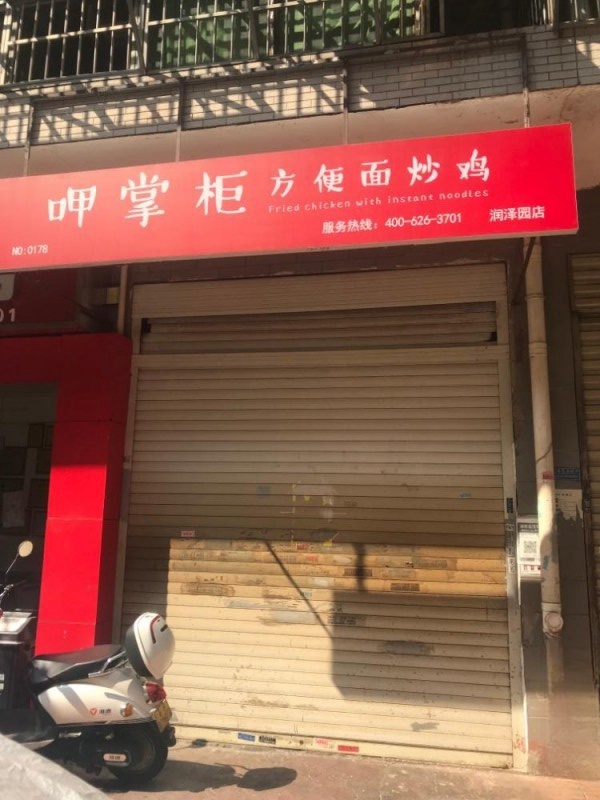 呷掌柜 方便面炒鸡
Fried chicken with instant noodles
服务热线：400-626-3701 润泽园店
NO:0178
01